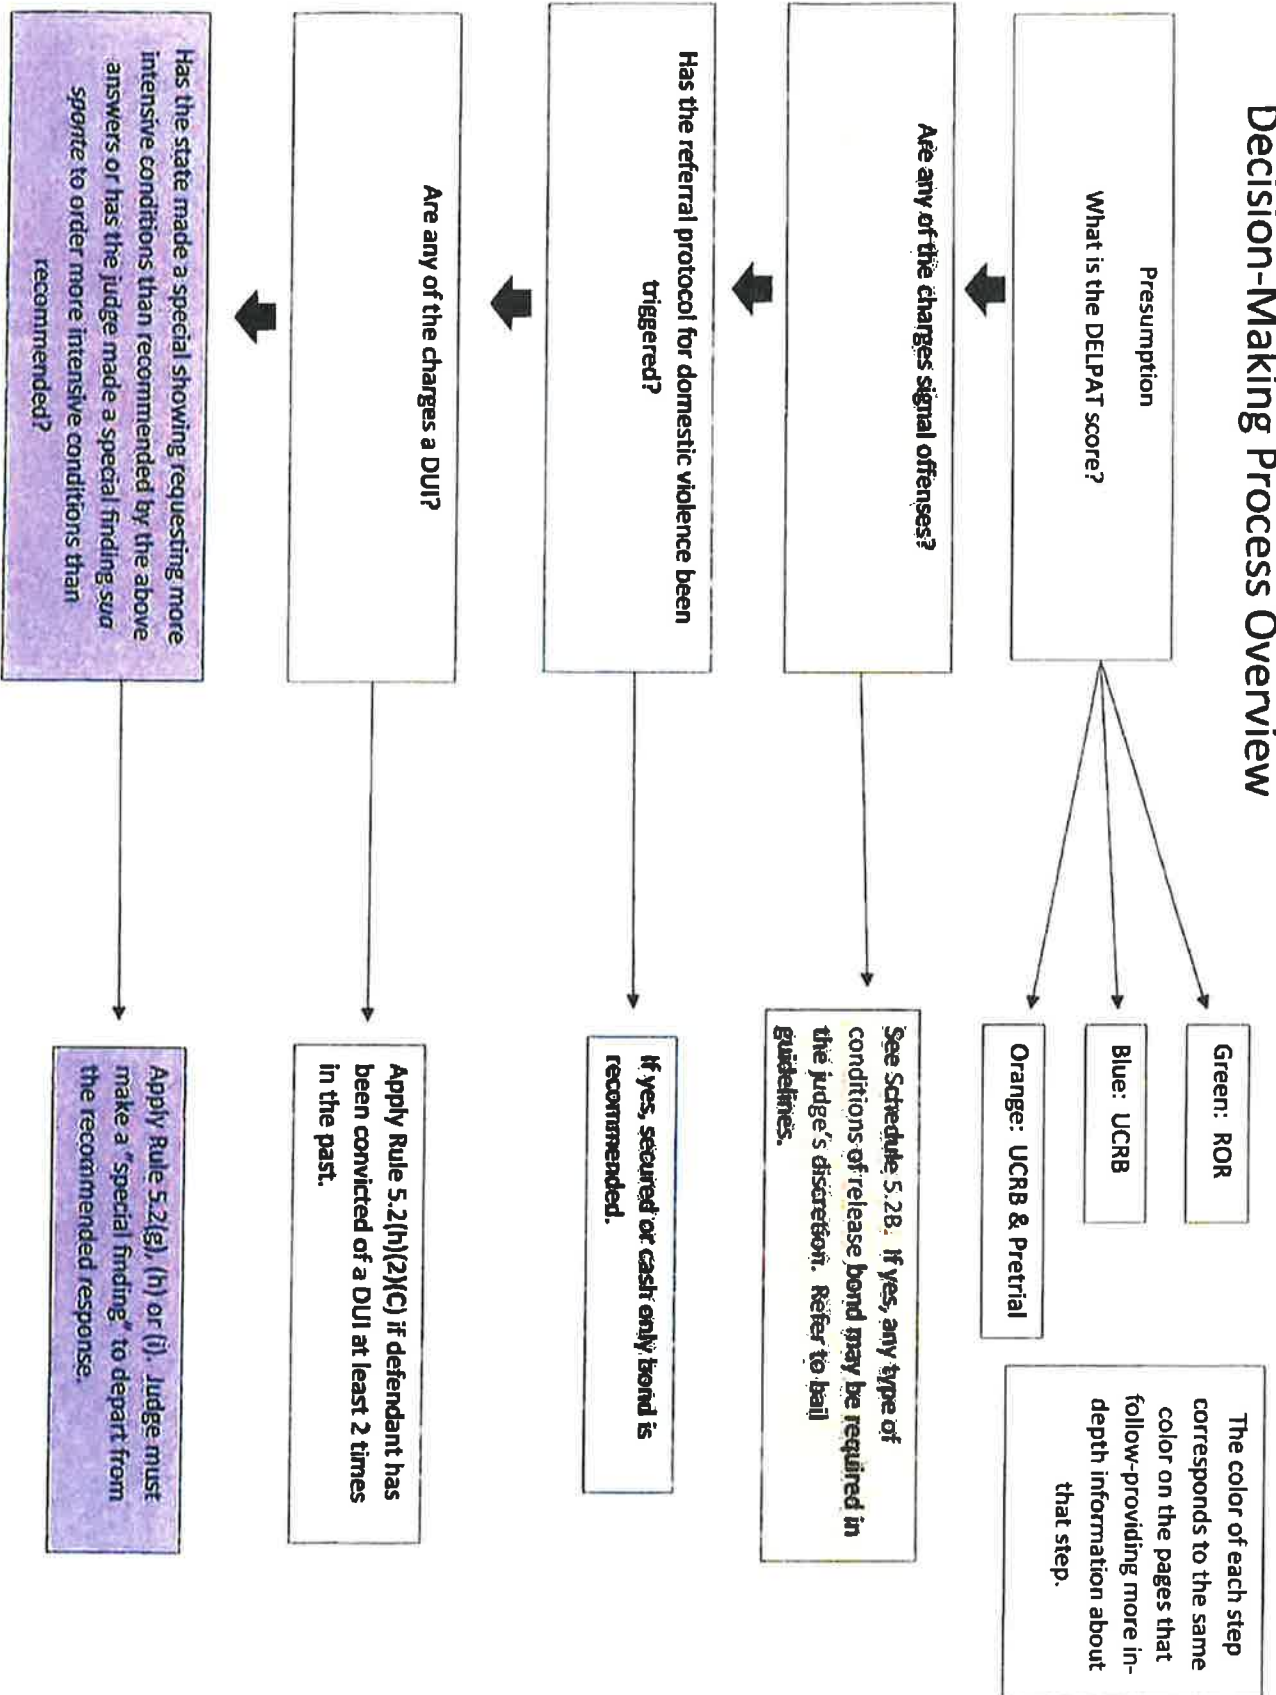 Decision-Making Process Overview
Presumption
What is the DELPAT score?
Green: ROR
Blue: UCRB
Orange: UCRB & Pretrial
The color of each step
corresponds to the same
color on the pages that
follow-providing more in-
depth information about
that step.
Are any of the charges signal offenses?
See Schedule 5.2B. If yes, any type of
conditions of release bond may be required in
the judge's discretion. Refer to bail
guidelines.
Has the referral protocol for domestic violence been
triggered?
If yes, secured or cash only bond is
recommended.
Are any of the charges a DUI?
Apply Rule 5.2(h)(2)(C) if defendant has
been convicted of a DUI at least 2 times
in the past.
Has the state made a special showing requesting more
intensive conditions than recommended by the above
answers or has the judge made a special finding sua
sponte to order more intensive conditions than
recommended?
Apply Rule 5.2(g), (h) or (i). Judge must
make a "special finding" to depart from
the recommended response.